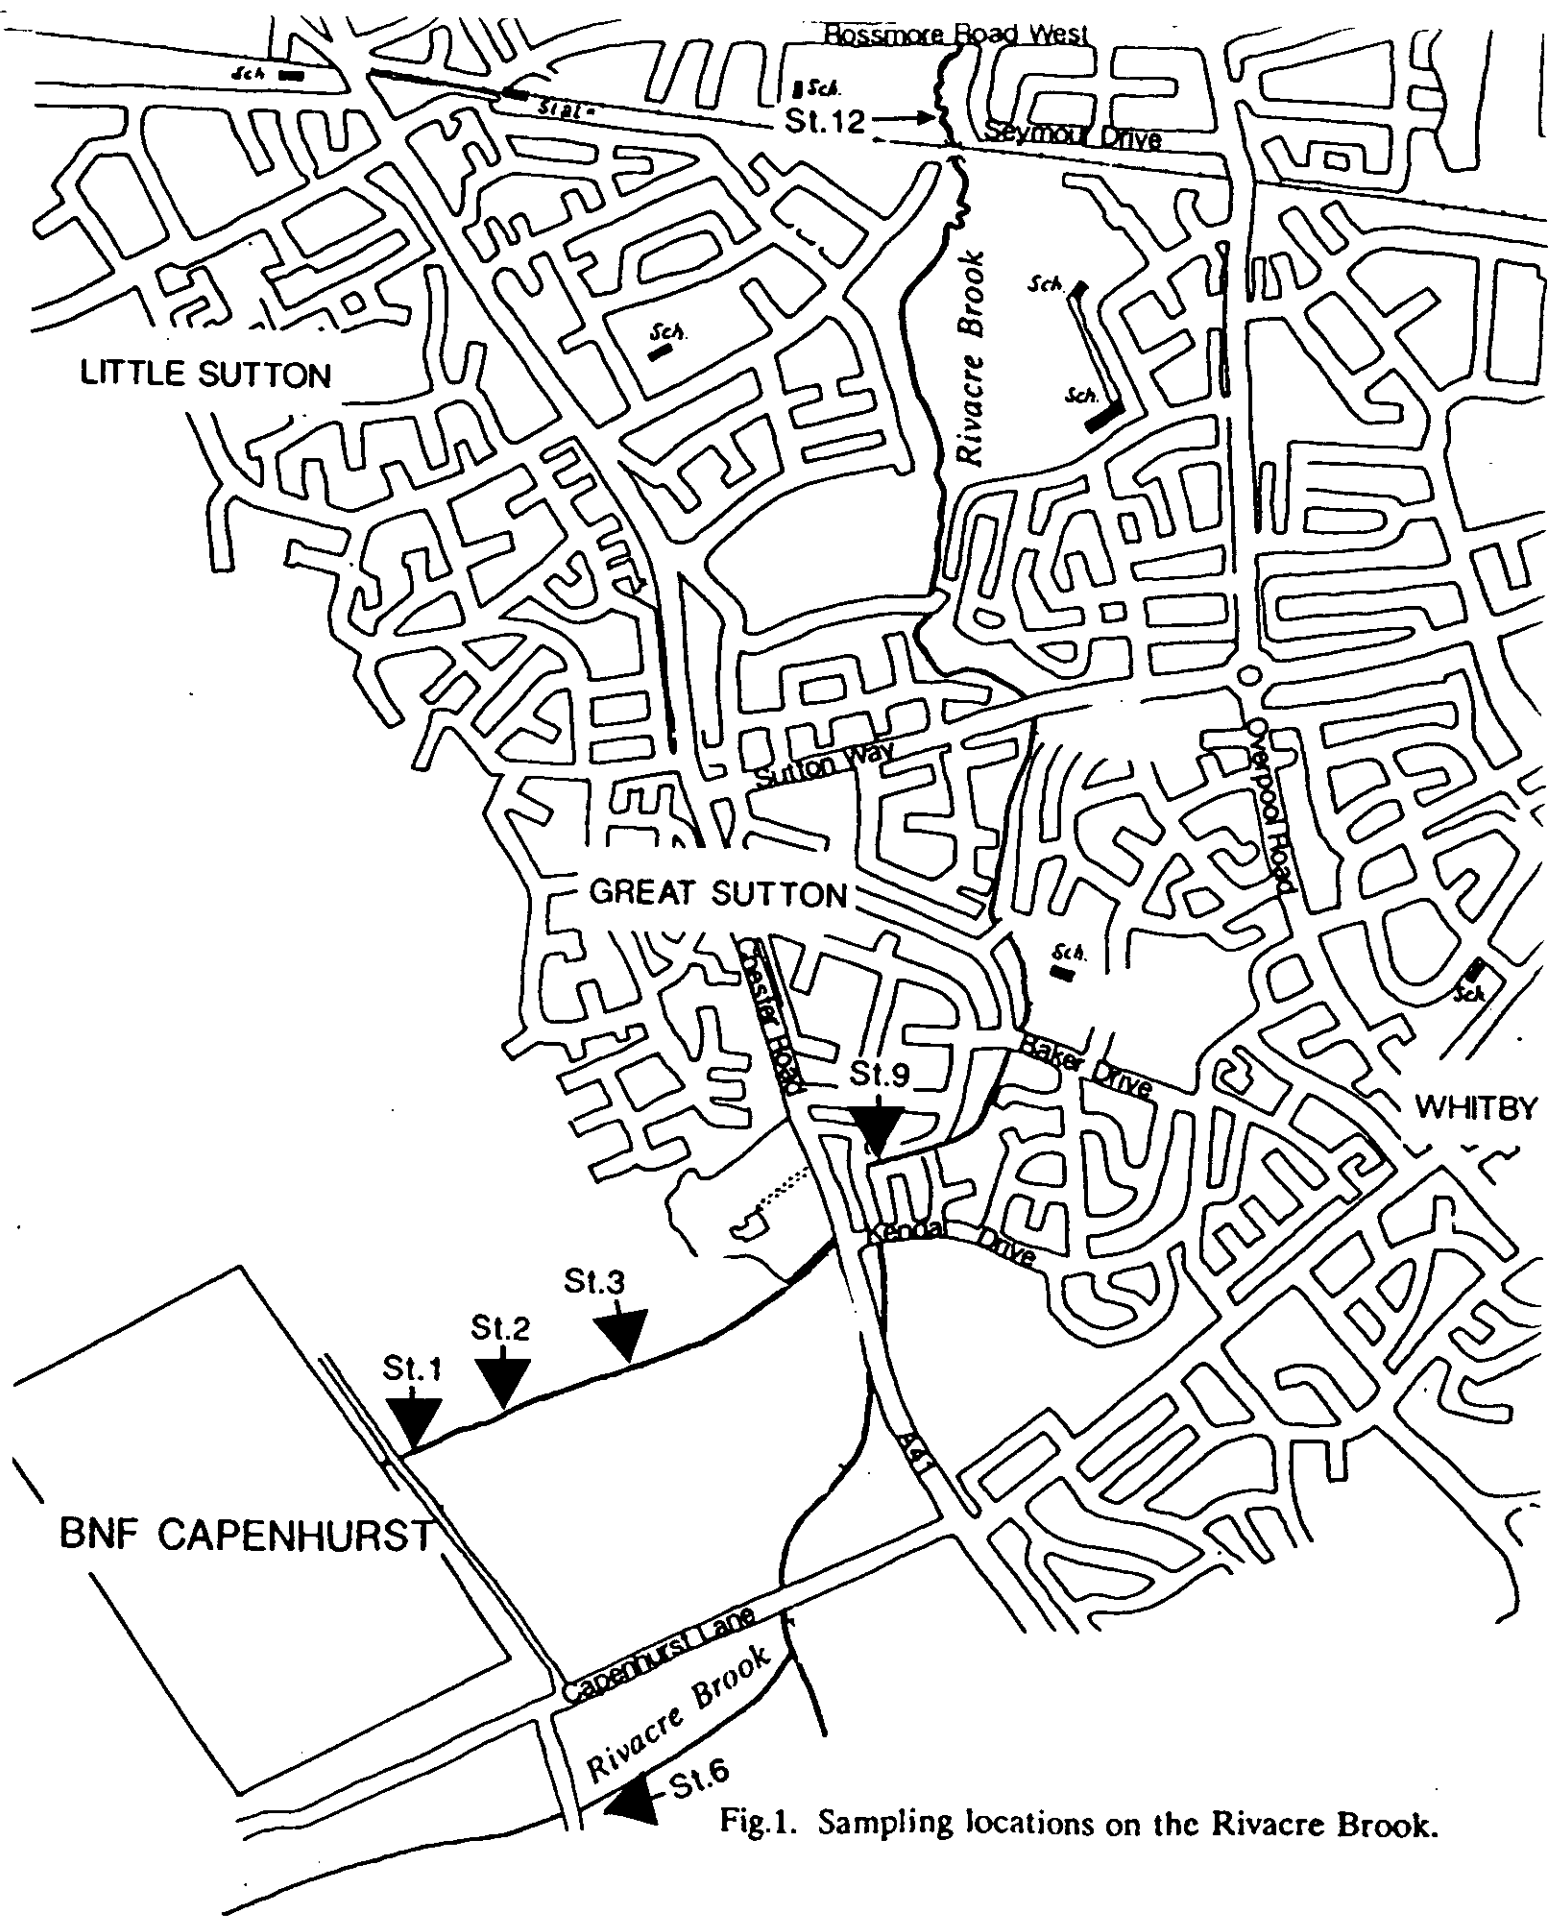 Rossmore Road West
Sch
Sch.
Stat n
St.12
Seymour Drive
Rivacre Brook
Sch.
Sch.
LITTLE SUTTON
Sch.
Sutton Way
Overpool Road
GREAT SUTTON
Sch.
Sch
Chester Road
Baker Drive
St.9
WHITBY
Kendal Drive
St.3
St.2
St.1
A41
BNF CAPENHURST
Capenhurst Lane
Rivacre Brook
St.6
Fig.1. Sampling locations on the Rivacre Brook.